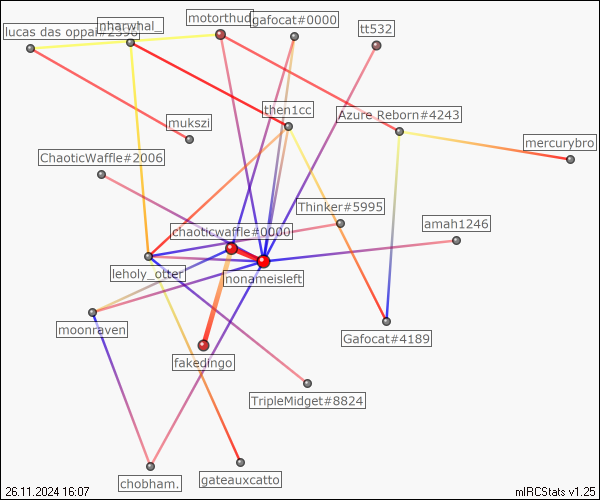 motorthud
gafocat#0000
nharwhal_
tt532
lucas das oppai#2596
then1cc
Azure Reborn#4243
mukszi
mercurybro
ChaoticWaffle#2006
Thinker#5995
amah1246
chaoticwaffle#0000
leholy_otter
nonameisleft
moonraven
Gafocat#4189
fakedingo
TripleMidget#8824
gateauxcatto
chobham.
26.11.2024 16:07
mIRCStats v1.25